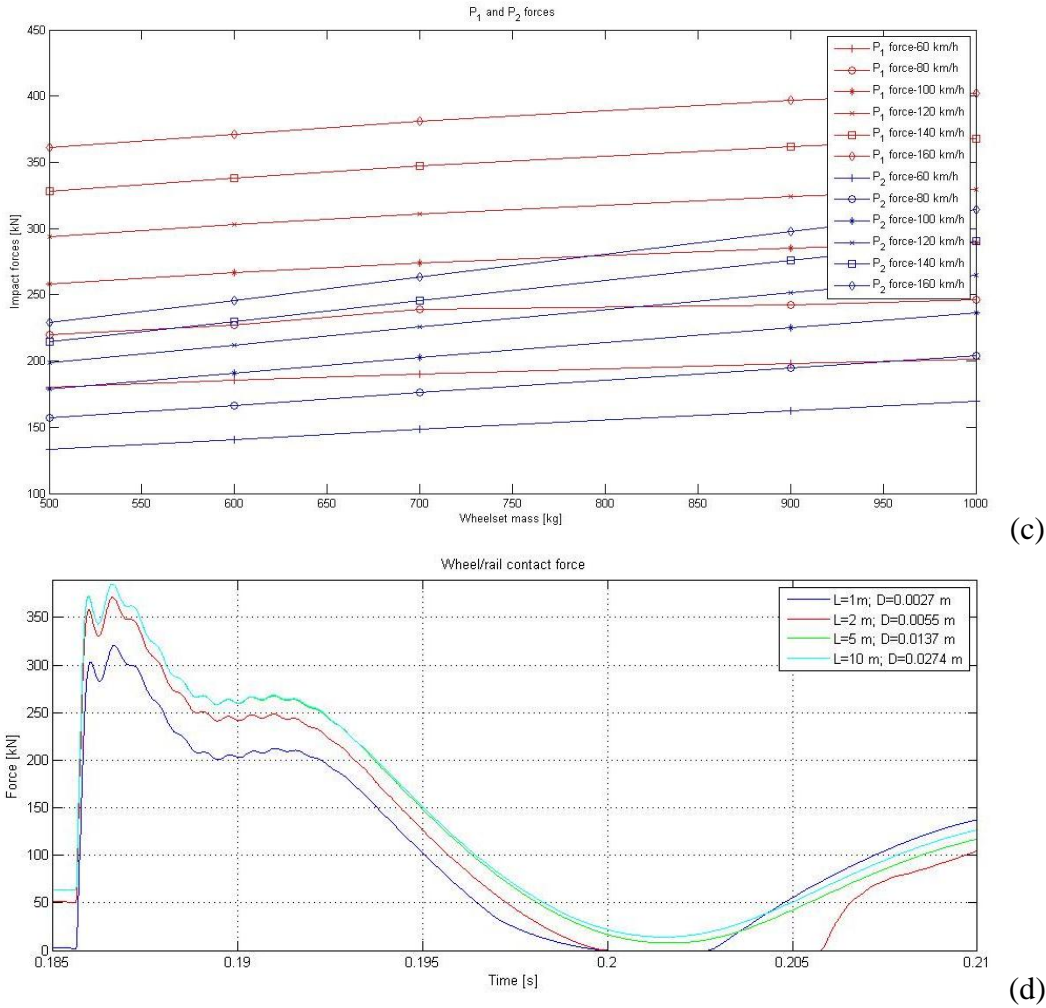 P₁ and P₂ forces
450
400
350
300
250
200
150
100
Impact forces [kN]
P₁ force-60 km/h
P₁ force-80 km/h
P₁ force-100 km/h
P₁ force-120 km/h
P₁ force-140 km/h
P₁ force-160 km/h
P₂ force-60 km/h
P₂ force-80 km/h
P₂ force-100 km/h
P₂ force-120 km/h
P₂ force-140 km/h
P₂ force-160 km/h
500 550 600 650 700 750 800 850 900 950 1000
Wheelset mass [kg]
(c)
Wheel/rail contact force
350
300
250
200
150
100
50
0
Force [kN]
L=1m; D=0.0027 m
L=2 m; D=0.0055 m
L=5 m; D=0.0137 m
L=10 m; D=0.0274 m
0.185 0.19 0.195 0.2 0.205 0.21
Time [s]
(d)